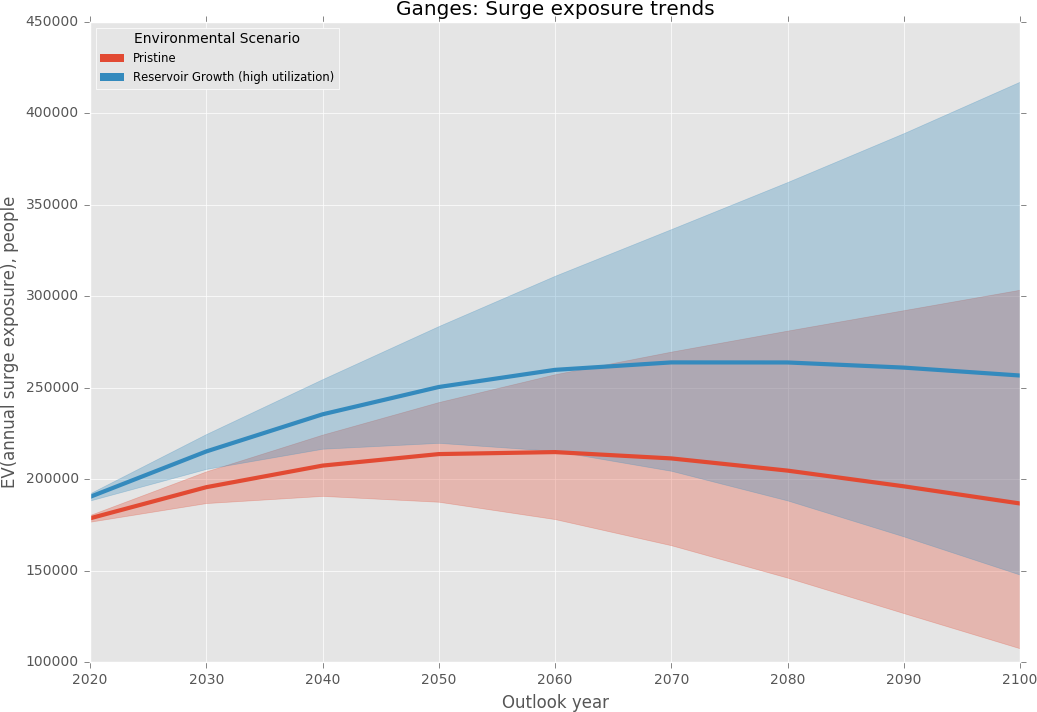 Ganges: Surge exposure trends
Environmental Scenario
Pristine
Reservoir Growth (high utilization)
EV(annual surge exposure), people
450000
400000
350000
300000
250000
200000
150000
100000
2020 2030 2040 2050 2060 2070 2080 2090 2100
Outlook year